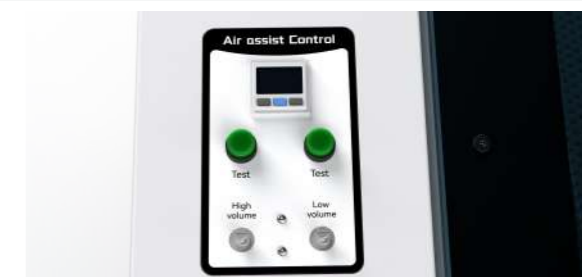 Air assist Control
Test
Test
High
volume
Low
volume